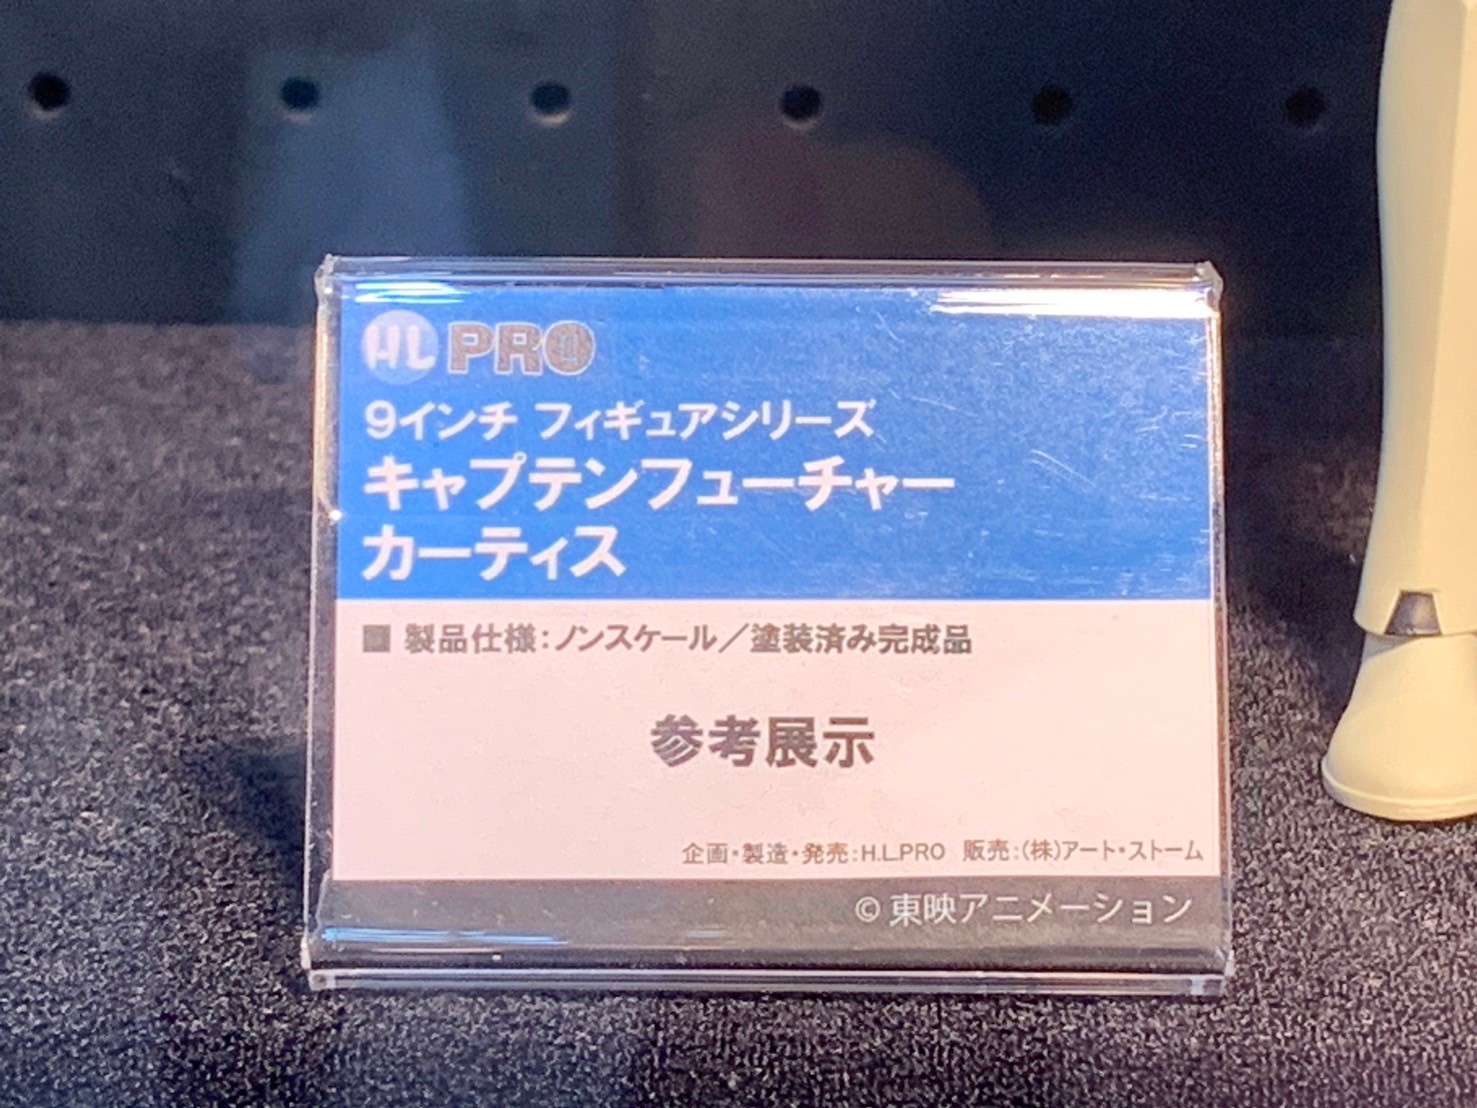 HL PRO
9インチ フィギュアシリーズ
キャプテンフューチャー
カーティス
■ 製品仕様：ノンスケール／塗装済み完成品
参考展示
企画・製造・発売：H.L.PRO 販売：(株)アート・ストーム
© 東映アニメーション